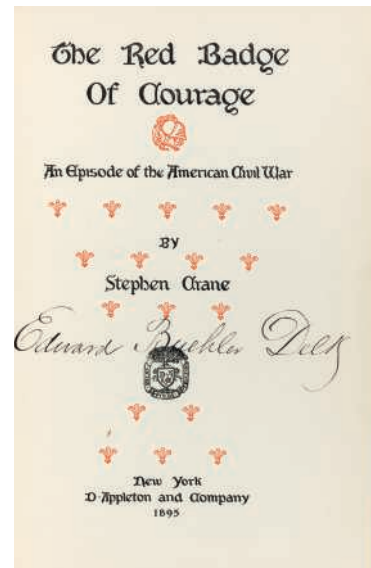 The Red Badge
Of Courage
An Episode of the American Civil War
BY
Stephen Crane
Edward Buehler Delk
New York
D. Appleton and Company
1895